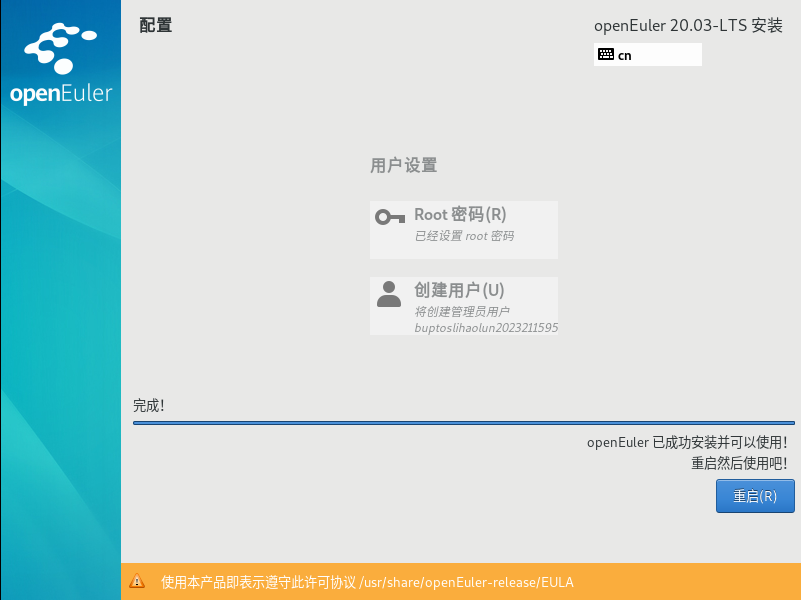 openEuler
配置
openEuler 20.03-LTS 安装
cn
用户设置
Root 密码(R)
已经设置 root 密码
创建用户(U)
将创建管理员用户
buptoslihaolun2023211595
完成！
openEuler 已成功安装并可以使用！
重启然后使用吧！
重启(R)
使用本产品即表示遵守此许可协议 /usr/share/openEuler-release/EULA